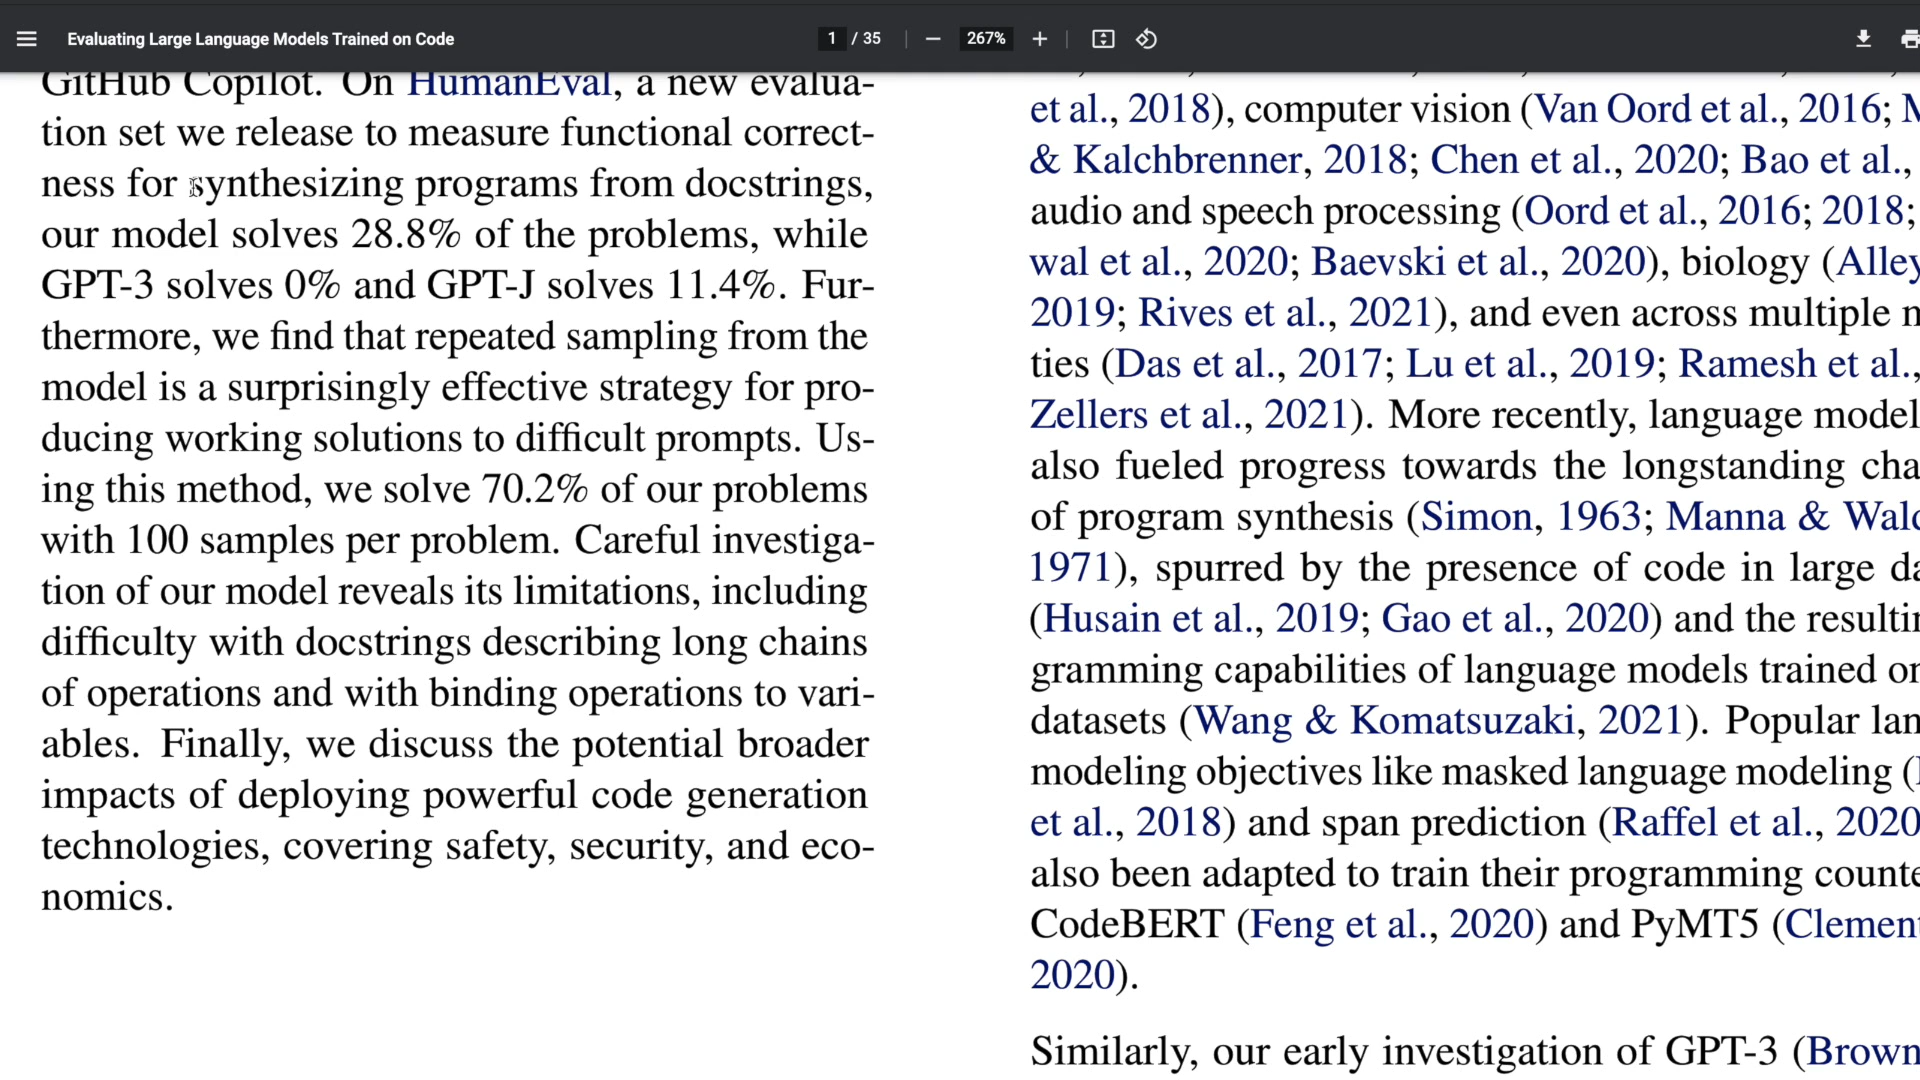 Evaluating Large Language Models Trained on Code
1 / 35
267%
GitHub Copilot. On HumanEval, a new evalua-
tion set we release to measure functional correct-
ness for synthesizing programs from docstrings,
our model solves 28.8% of the problems, while
GPT-3 solves 0% and GPT-J solves 11.4%. Fur-
thermore, we find that repeated sampling from the
model is a surprisingly effective strategy for pro-
ducing working solutions to difficult prompts. Us-
ing this method, we solve 70.2% of our problems
with 100 samples per problem. Careful investiga-
tion of our model reveals its limitations, including
difficulty with docstrings describing long chains
of operations and with binding operations to vari-
ables. Finally, we discuss the potential broader
impacts of deploying powerful code generation
technologies, covering safety, security, and eco-
nomics.
et al., 2018), computer vision (Van Oord et al., 2016;
& Kalchbrenner, 2018; Chen et al., 2020; Bao et al.,
audio and speech processing (Oord et al., 2016; 2018;
wal et al., 2020; Baevski et al., 2020), biology (Alley
2019; Rives et al., 2021), and even across multiple
ties (Das et al., 2017; Lu et al., 2019; Ramesh et al.,
Zellers et al., 2021). More recently, language model
also fueled progress towards the longstanding cha
of program synthesis (Simon, 1963; Manna & Wald
1971), spurred by the presence of code in large da
(Husain et al., 2019; Gao et al., 2020) and the resultin
gramming capabilities of language models trained on
datasets (Wang & Komatsuzaki, 2021). Popular lan
modeling objectives like masked language modeling (
et al., 2018) and span prediction (Raffel et al., 2020
also been adapted to train their programming counte
CodeBERT (Feng et al., 2020) and PyMT5 (Clement
2020).
Similarly, our early investigation of GPT-3 (Brown